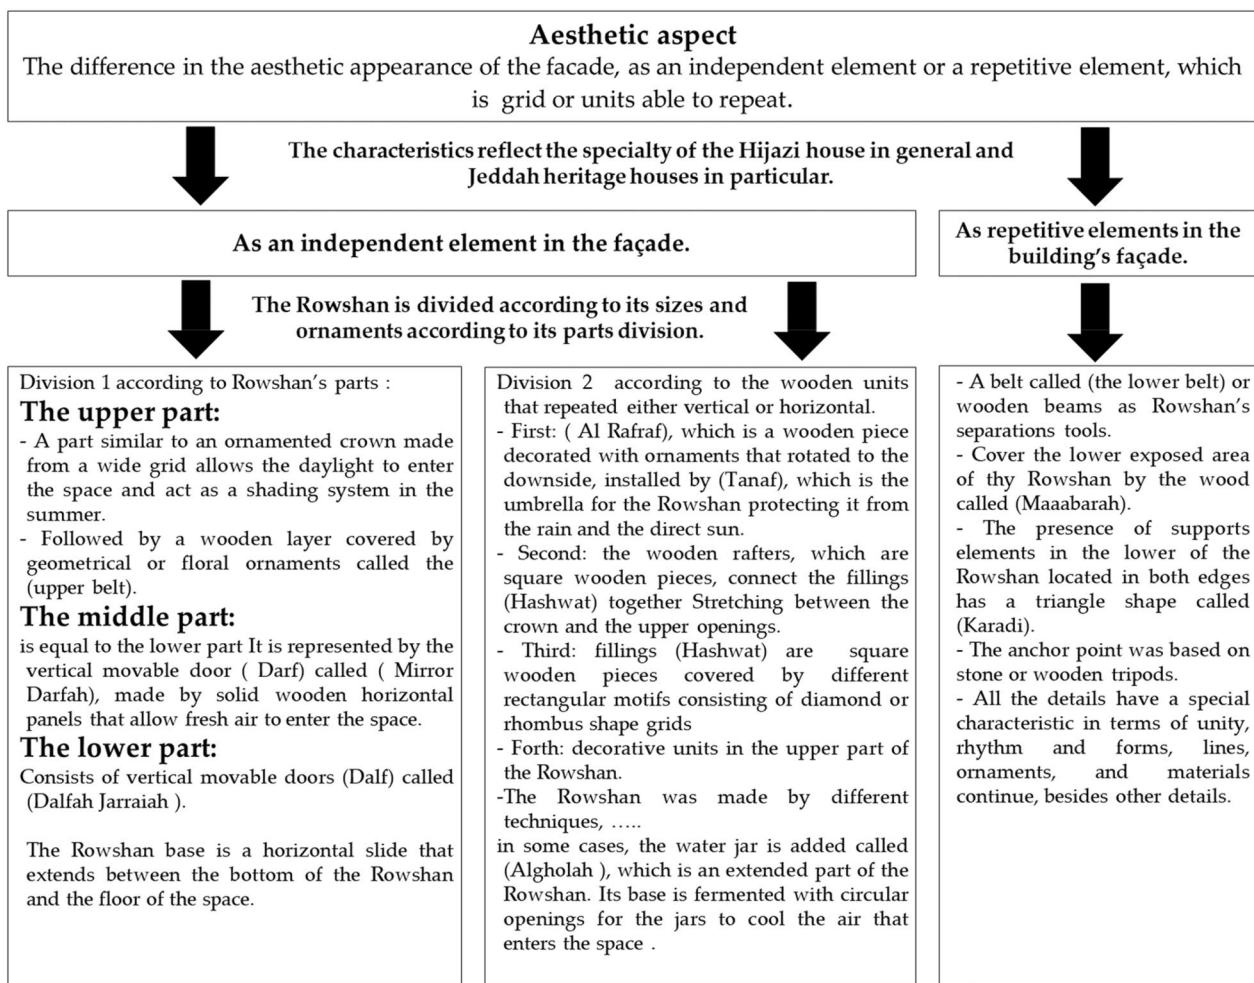 Aesthetic aspect
The difference in the aesthetic appearance of the facade, as an independent element or a repetitive element, which
is grid or units able to repeat.
The characteristics reflect the specialty of the Hijazi house in general and
Jeddah heritage houses in particular.
As an independent element in the façade.
As repetitive elements in the
building's façade.
The Rowshan is divided according to its sizes and
ornaments according to its parts division.
Division 1 according to Rowshan's parts :
The upper part:
- A part similar to an ornamented crown made
from a wide grid allows the daylight to enter
the space and act as a shading system in the
summer.
- Followed by a wooden layer covered by
geometrical or floral ornaments called the
(upper belt).
The middle part:
is equal to the lower part It is represented by the
vertical movable door ( Darf) called ( Mirror
Darfah), made by solid wooden horizontal
panels that allow fresh air to enter the space.
The lower part:
Consists of vertical movable doors (Dalf) called
(Dalfah Jarraiah ).
The Rowshan base is a horizontal slide that
extends between the bottom of the Rowshan
and the floor of the space.
Division 2 according to the wooden units
that repeated either vertical or horizontal.
- First: ( Al Rafraf), which is a wooden piece
decorated with ornaments that rotated to the
downside, installed by (Tanaf), which is the
umbrella for the Rowshan protecting it from
the rain and the direct sun.
- Second: the wooden rafters, which are
square wooden pieces, connect the fillings
(Hashwat) together Stretching between the
crown and the upper openings.
- Third: fillings (Hashwat) are square
wooden pieces covered by different
rectangular motifs consisting of diamond or
rhombus shape grids
- Forth: decorative units in the upper part of
the Rowshan.
-The Rowshan was made by different
techniques, …..
in some cases, the water jar is added called
(Algholah ), which is an extended part of the
Rowshan. Its base is fermented with circular
openings for the jars to cool the air that
enters the space .
- A belt called (the lower belt) or
wooden beams as Rowshan's
separations tools.
- Cover the lower exposed area
of thy Rowshan by the wood
called (Maaabarah).
- The presence of supports
elements in the lower of the
Rowshan located in both edges
has a triangle shape called
(Karadi).
- The anchor point was based on
stone or wooden tripods.
- All the details have a special
characteristic in terms of unity,
rhythm and forms, lines,
ornaments, and materials
continue, besides other details.